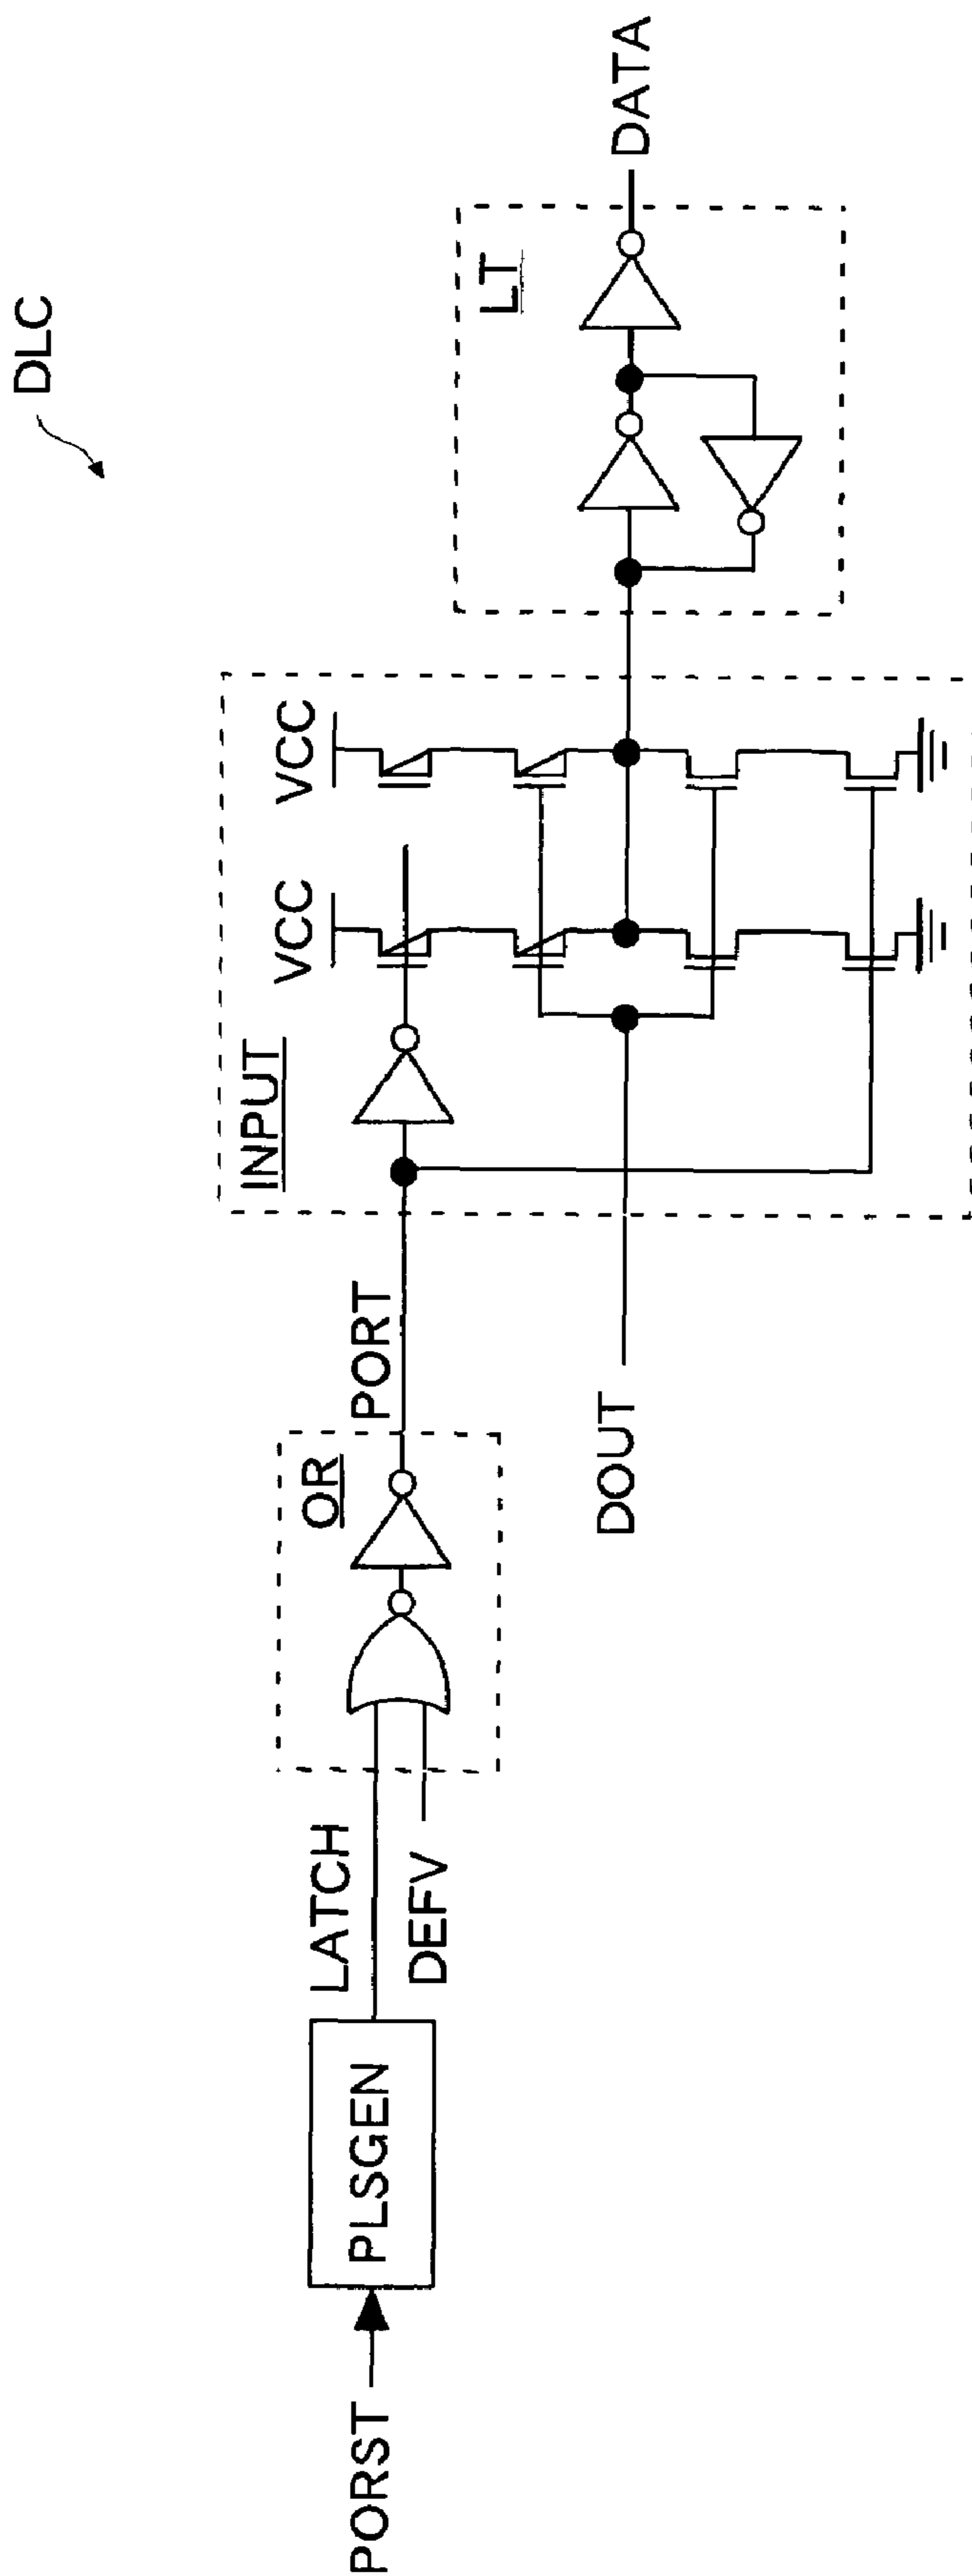 DLC
PORST
PLSGEN
LATCH
DEFV
OR
PORT
DOUT
INPUT
VCC
VCC
LT
DATA